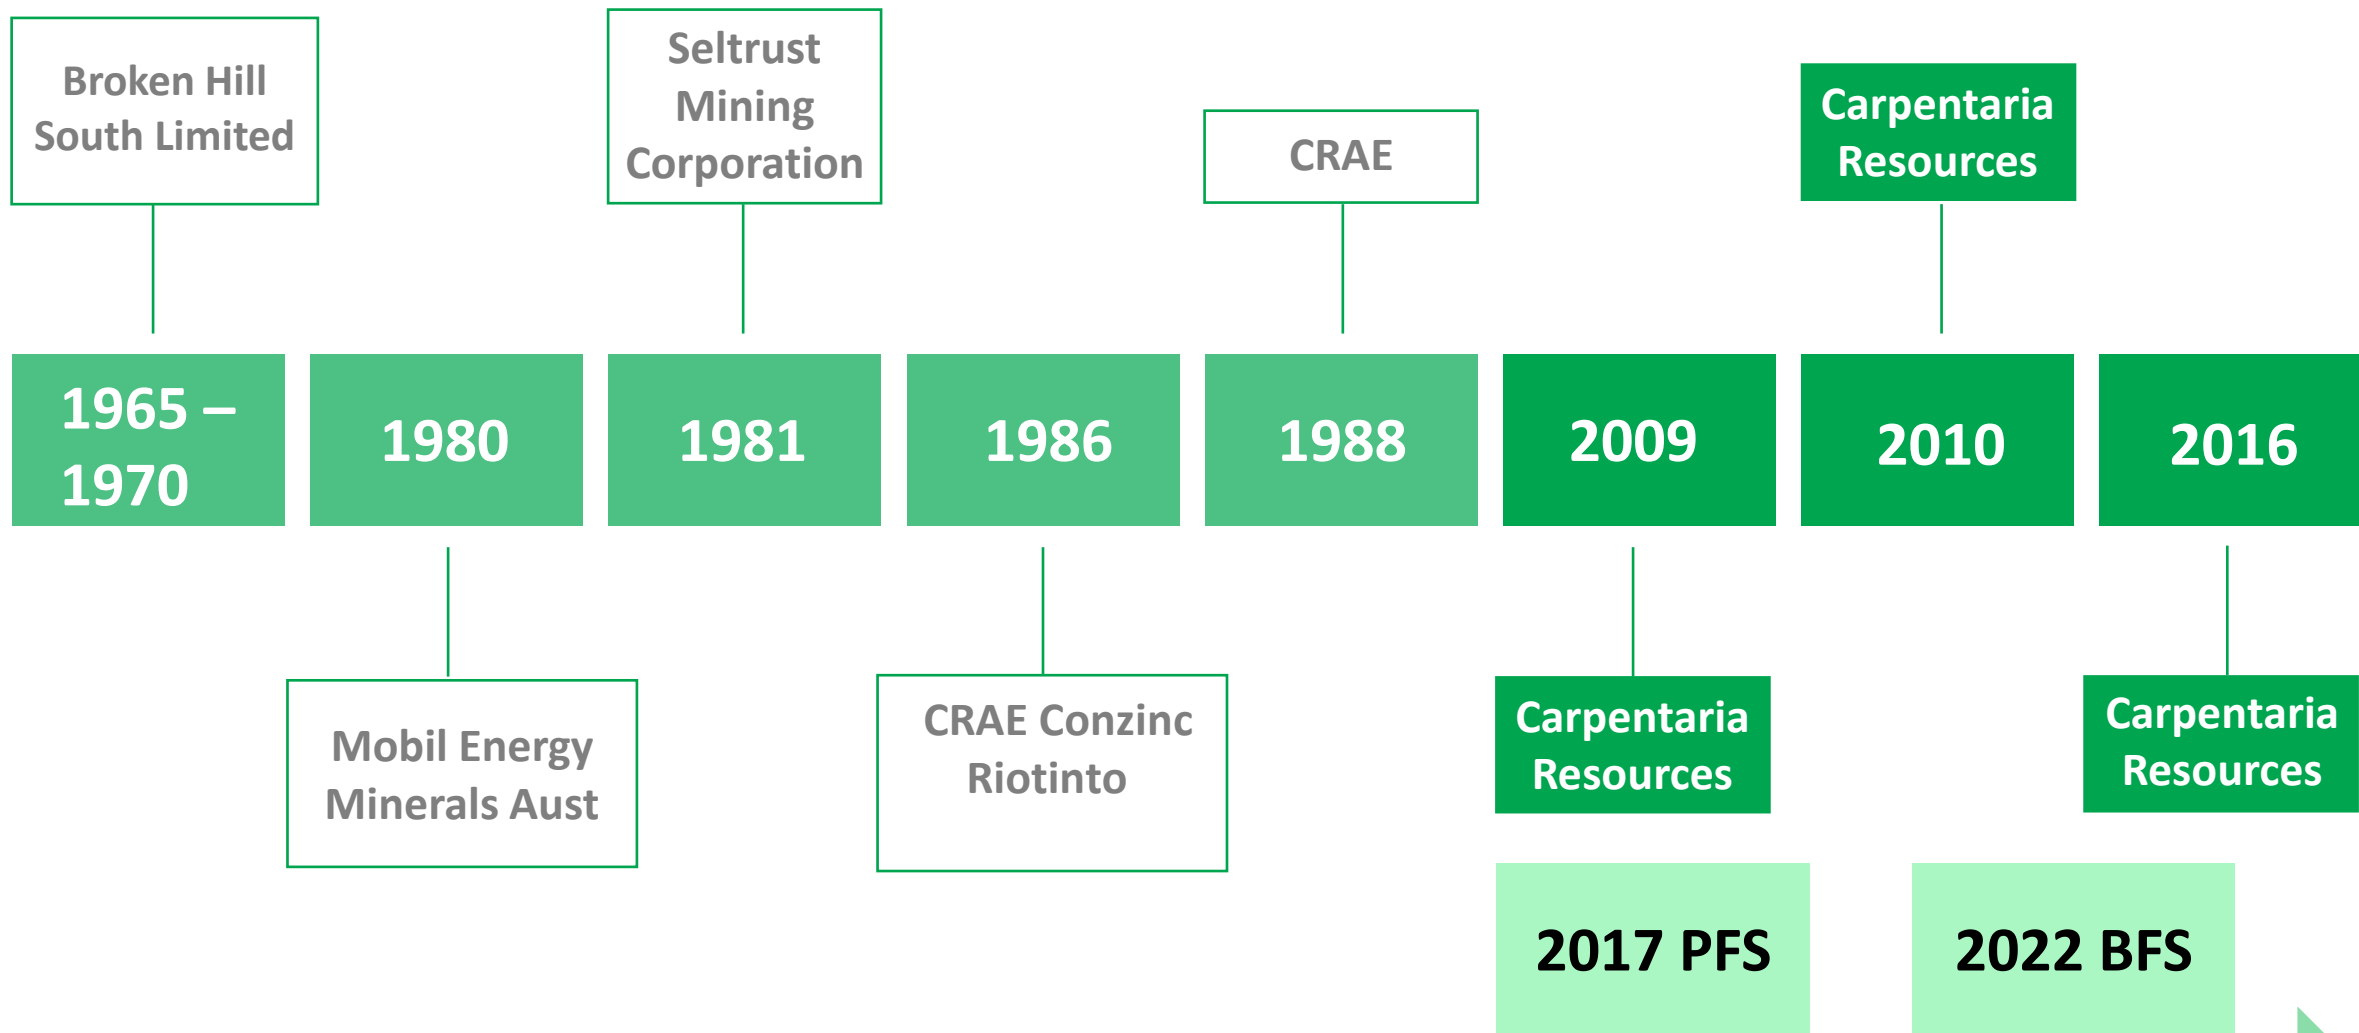 Broken Hill
South Limited
Seltrust
Mining
Corporation
CRAE
Carpentaria
Resources
1965 –
1970
1980
1981
1986
1988
2009
2010
2016
Mobil Energy
Minerals Aust
CRAE Conzinc
Riotinto
Carpentaria
Resources
Carpentaria
Resources
2017 PFS
2022 BFS